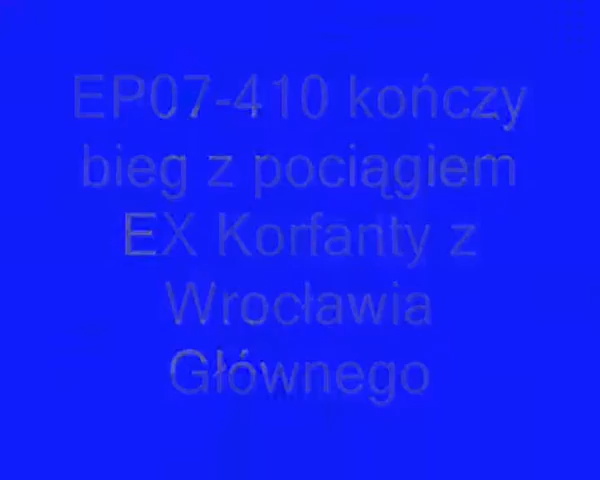 EP07-410 kończy
bieg z pociągiem
EX Korfanty z
Wrocławia
Głównego